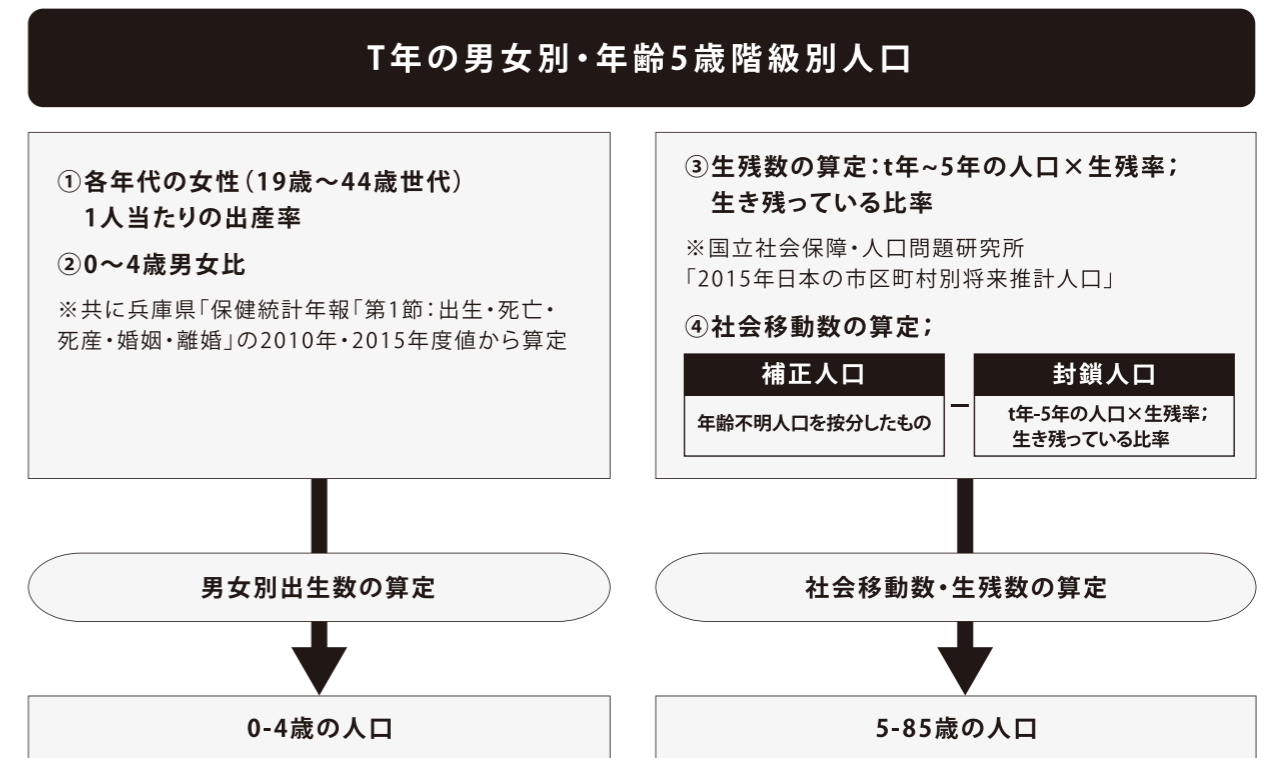 T年の男女別・年齢5歳階級別人口
①各年代の女性(19歳～44歳世代)
1人当たりの出産率
②0～4歳男女比
※共に兵庫県「保健統計年報「第1節：出生・死亡・
死産・婚姻・離婚」の2010年・2015年度値から算定
③生残数の算定：t年~5年の人口×生残率；
生き残っている比率
※国立社会保障・人口問題研究所
「2015年日本の市区町村別将来推計人口」
④社会移動数の算定；
補正人口
年齢不明人口を按分したもの
－
封鎖人口
t年-5年の人口×生残率；
生き残っている比率
男女別出生数の算定
社会移動数・生残数の算定
0-4歳の人口
5-85歳の人口